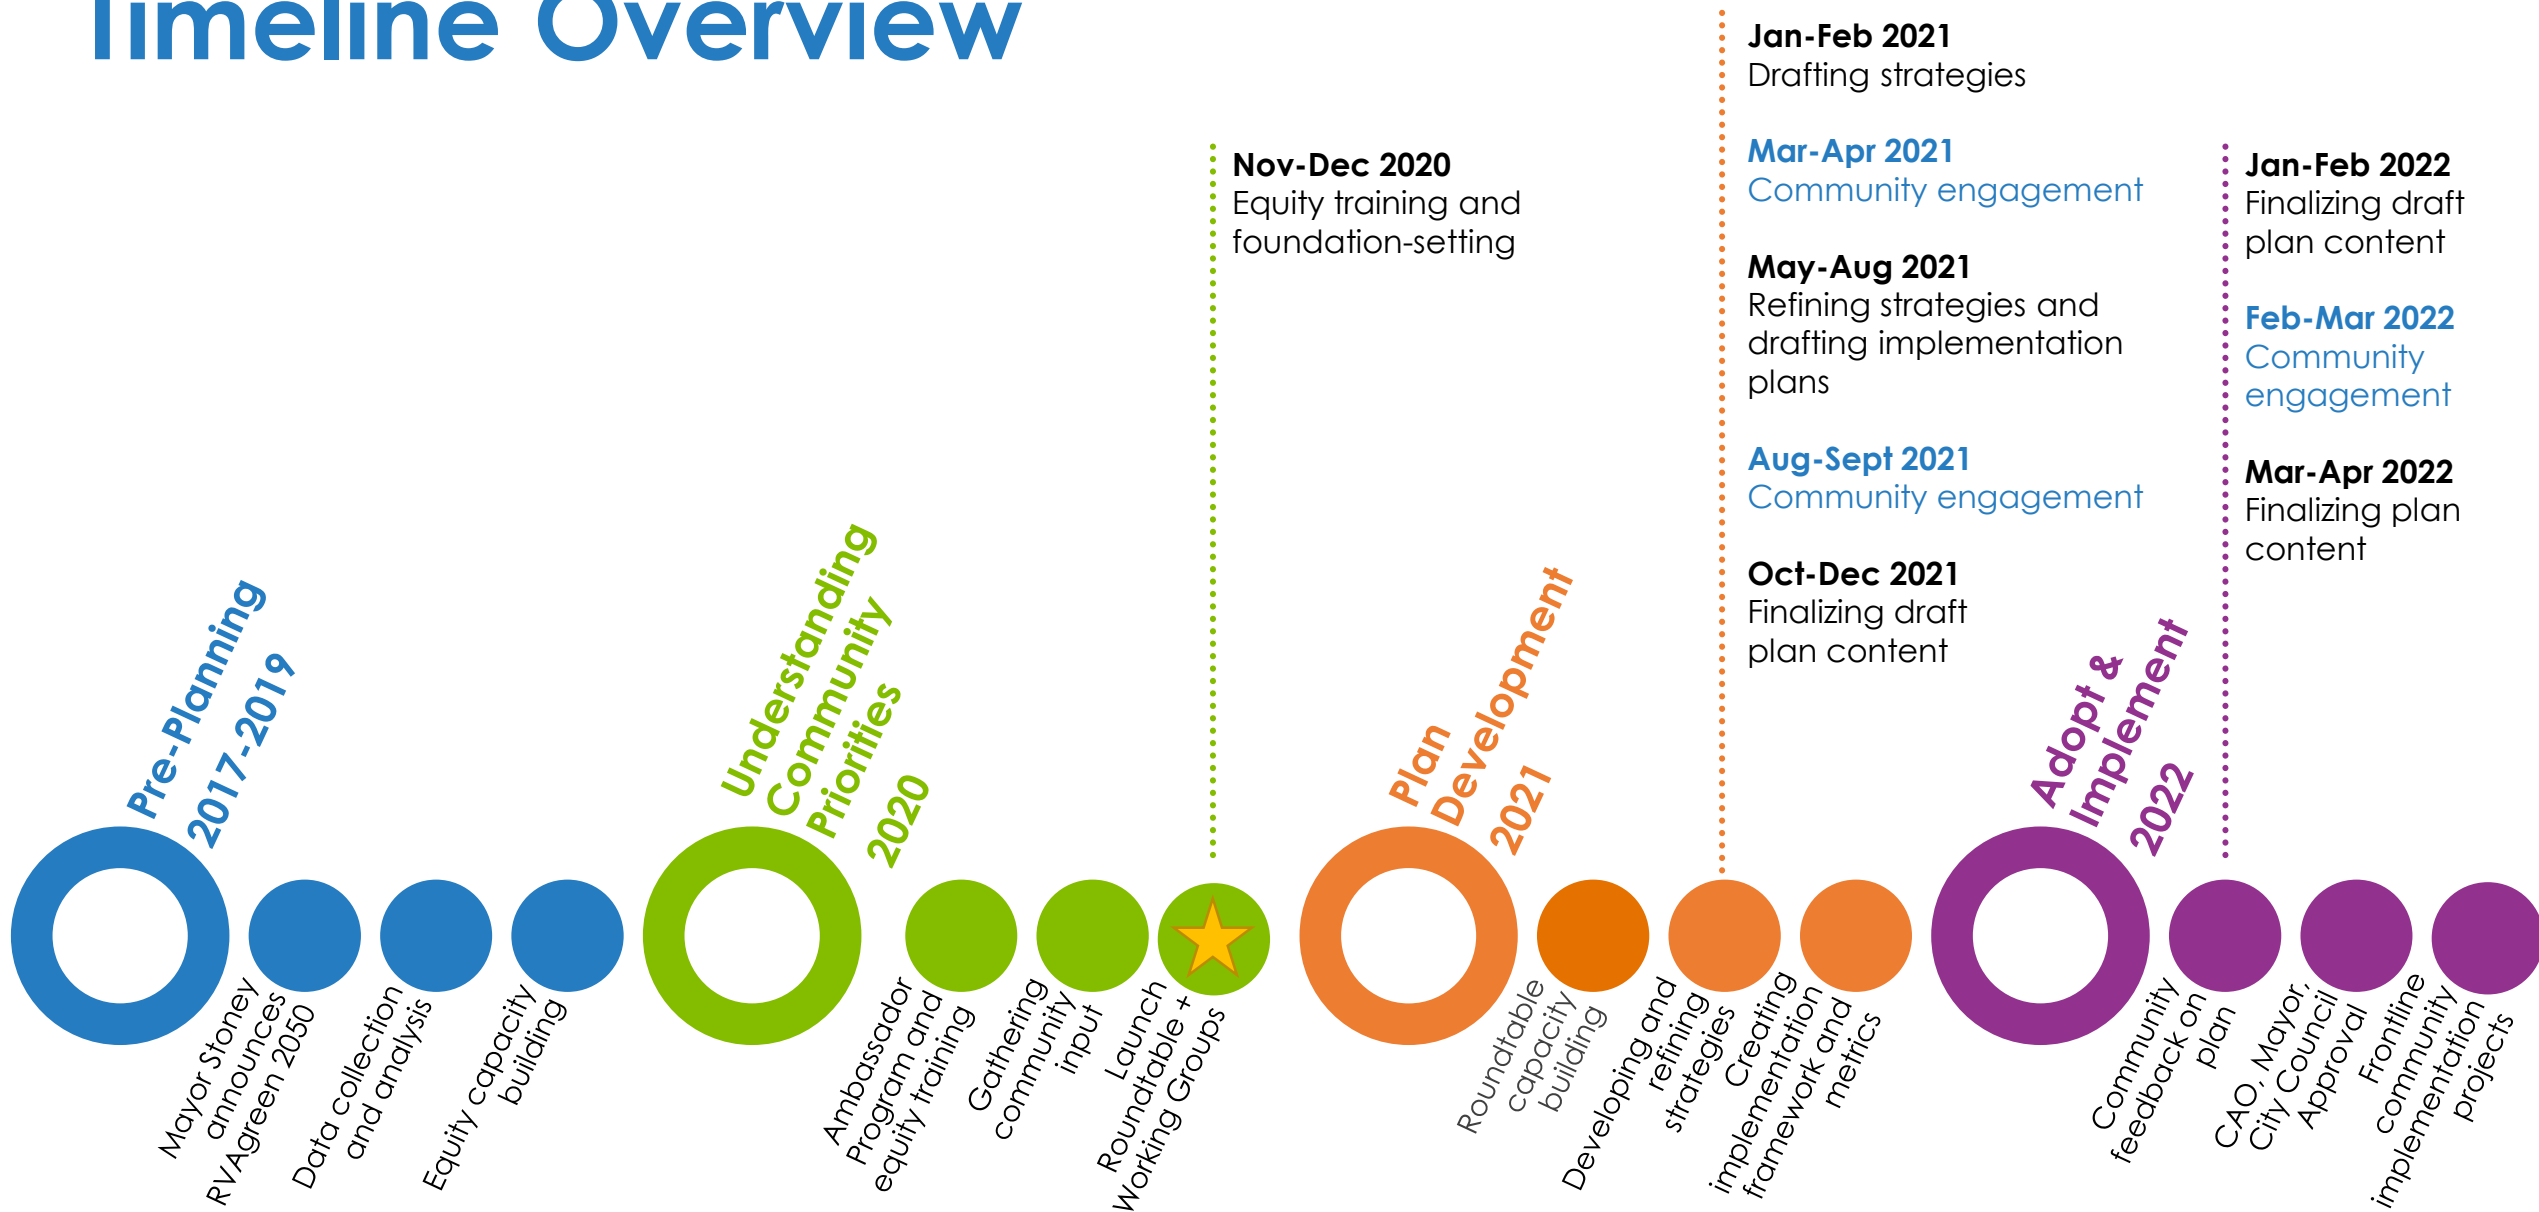 Timeline Overview
Nov-Dec 2020
Equity training and
foundation-setting
Jan-Feb 2021
Drafting strategies
Mar-Apr 2021
Community engagement
May-Aug 2021
Refining strategies and
drafting implementation
plans
Aug-Sept 2021
Community engagement
Oct-Dec 2021
Finalizing draft
plan content
Jan-Feb 2022
Finalizing draft
plan content
Feb-Mar 2022
Community
engagement
Mar-Apr 2022
Finalizing plan
content
Pre-Planning
2017-2019
Understanding
Community
Priorities
2020
Plan
Development
2021
Adopt &
Implement
2022
Mayor Stoney
announces
RVAgreen 2050
Data collection
and analysis
Equity capacity
building
Ambassador
Program and
equity training
Gathering
community
input
Launch
Roundtable +
Working Groups
Roundtable
capacity
building
Developing and
refining
strategies
Creating
implementation
framework and
metrics
Community
feedback on
plan
CAO, Mayor,
City Council
Approval
Frontline
community
implementation
projects